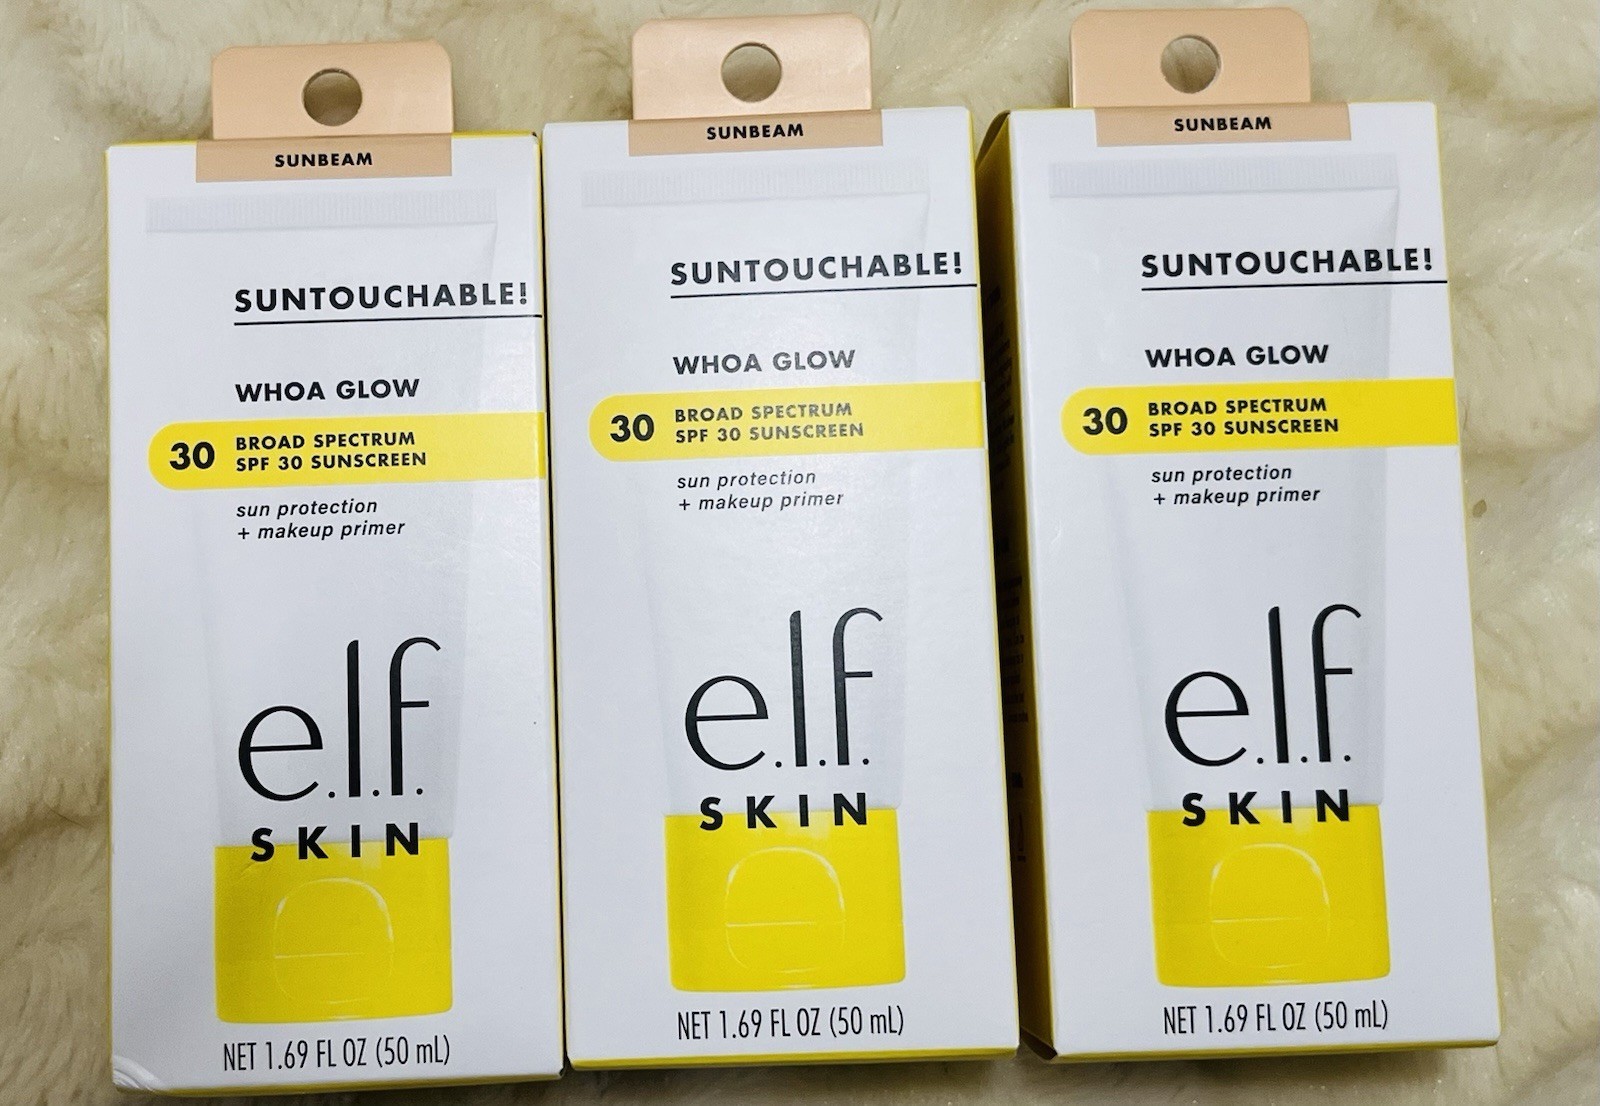 SUNBEAM
SUNTOUCHABLE!
WHOA GLOW
30
BROAD SPECTRUM
SPF 30 SUNSCREEN
sun protection
+ makeup primer
e.l.f.
SKIN
NET 1.69 FL OZ (50 mL)
SUNBEAM
SUNTOUCHABLE!
WHOA GLOW
30
BROAD SPECTRUM
SPF 30 SUNSCREEN
sun protection
+ makeup primer
e.l.f.
SKIN
NET 1.69 FL OZ (50 mL)
SUNBEAM
SUNTOUCHABLE!
WHOA GLOW
30
BROAD SPECTRUM
SPF 30 SUNSCREEN
sun protection
+ makeup primer
e.l.f.
SKIN
NET 1.69 FL OZ (50 mL)